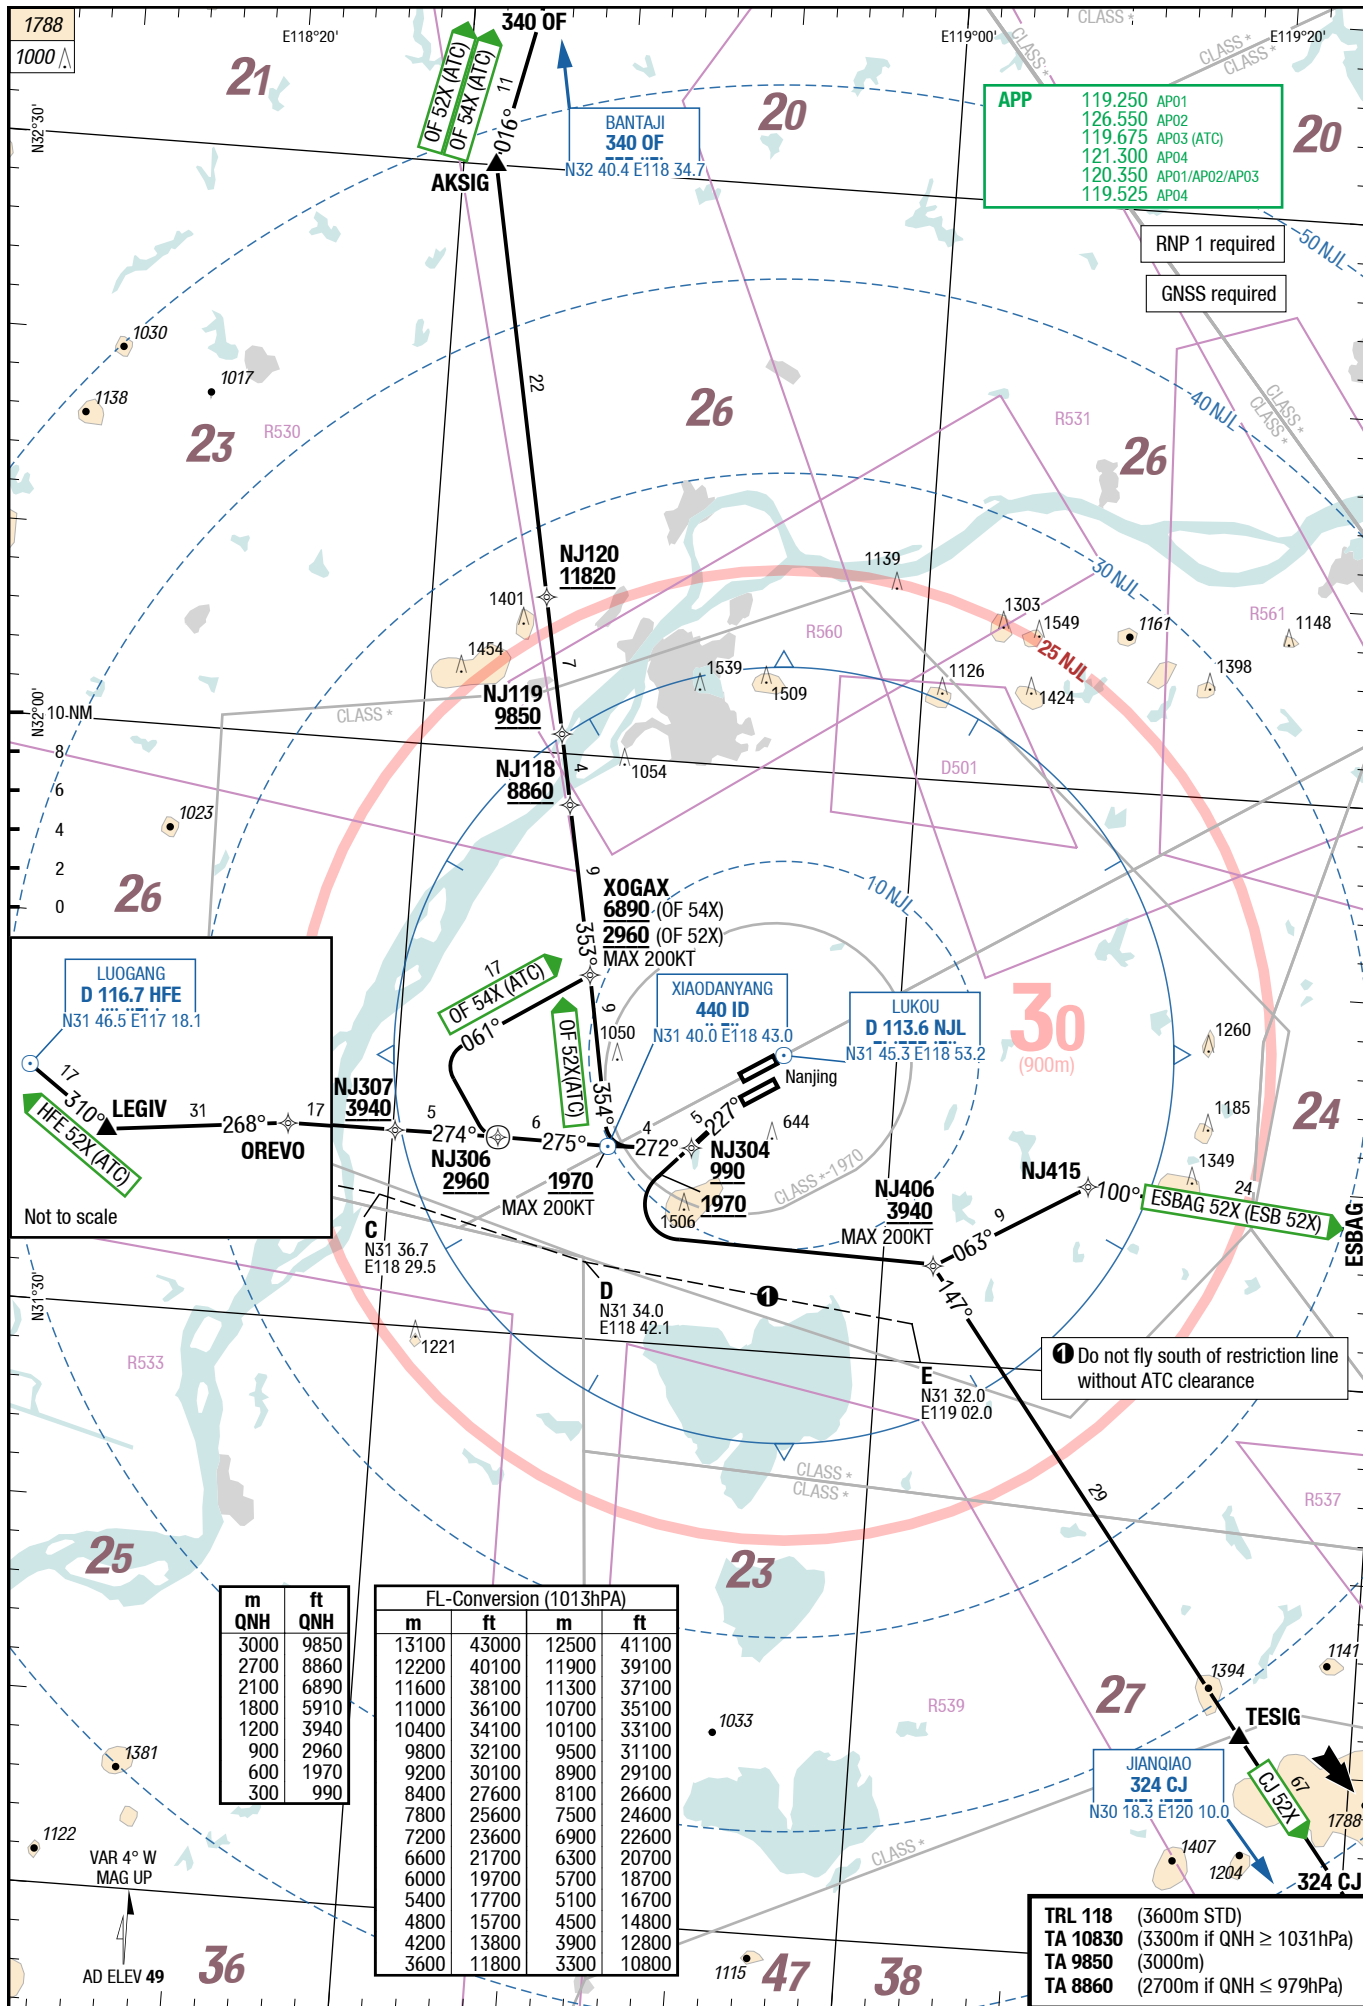 1788
1000
E118°20'
340 OF
E119°00'
E119°20'
CLASS *
CLASS *
CLASS *
CLASS *
21
20
20
N32°30'
OF 52X (ATC)
OF 54X (ATC)
016°
11
AKSIG
BANTAJI
340 OF
N32 40.4 E118 34.7
APP
119.250 AP01
126.550 AP02
119.675 AP03 (ATC)
121.300 AP04
120.350 AP01/AP02/AP03
119.525 AP04
RNP 1 required
GNSS required
50 NJL
1030
1138
1017
23
R530
22
26
R531
26
40 NJL
CLASS *
CLASS *
NJ120
11820
1401
1454
7
1139
30 NJL
1303
1549
1161
R561
1148
R560
25 NJL
1539
1509
1126
1424
1398
NJ119
9850
N32°00'
10 NM
8
6
4
2
0
CLASS *
NJ118
8860
4
1054
D501
1023
26
9
XOGAX
6890 (OF 54X)
2960 (OF 52X)
MAX 200KT
353°
10 NJL
LUOGANG
D 116.7 HFE
N31 46.5 E117 18.1
17
310°
HFE 52X (ATC)
LEGIV
31
268°
OREVO
17
Not to scale
NJ307
3940
5
274°
NJ306
2960
6
275°
1970
MAX 200KT
17
OF 54X (ATC)
061°
OF 52X(ATC)
9
1050
354°
XIAODANYANG
440 ID
N31 40.0 E118 43.0
LUKOU
D 113.6 NJL
N31 45.3 E118 53.2
Nanjing
30
(900m)
1260
4
272°
5
227°
644
NJ304
990
1970
1506
CLASS *-1970
1185
24
1349
NJ406
3940
MAX 200KT
NJ415
063°
9
100°
24
ESBAG 52X (ESB 52X)
ESBAG
147°
C
N31 36.7
E118 29.5
D
N31 34.0
E118 42.1
1
E
N31 32.0
E119 02.0
1 Do not fly south of restriction line
without ATC clearance
N31°30'
R533
1221
CLASS *
CLASS *
29
R537
25
23
m ft
QNH QNH
3000 9850
2700 8860
2100 6890
1800 5910
1200 3940
900 2960
600 1970
300 990
FL-Conversion (1013hPA)
m ft m ft
13100 43000 12500 41100
12200 40100 11900 39100
11600 38100 11300 37100
11000 36100 10700 35100
10400 34100 10100 33100
9800 32100 9500 31100
9200 30100 8900 29100
8400 27600 8100 26600
7800 25600 7500 24600
7200 23600 6900 22600
6600 21700 6300 20700
6000 19700 5700 18700
5400 17700 5100 16700
4800 15700 4500 14800
4200 13800 3900 12800
3600 11800 3300 10800
1141
1394
27
TESIG
1033
R539
1381
JIANQIAO
324 CJ
N30 18.3 E120 10.0
67
CJ 52X
1788
1122
CLASS *
1407
1204
324 CJ
VAR 4° W
MAG UP
AD ELEV 49
36
1115
47
38
TRL 118 (3600m STD)
TA 10830 (3300m if QNH ≥ 1031hPa)
TA 9850 (3000m)
TA 8860 (2700m if QNH ≤ 979hPa)